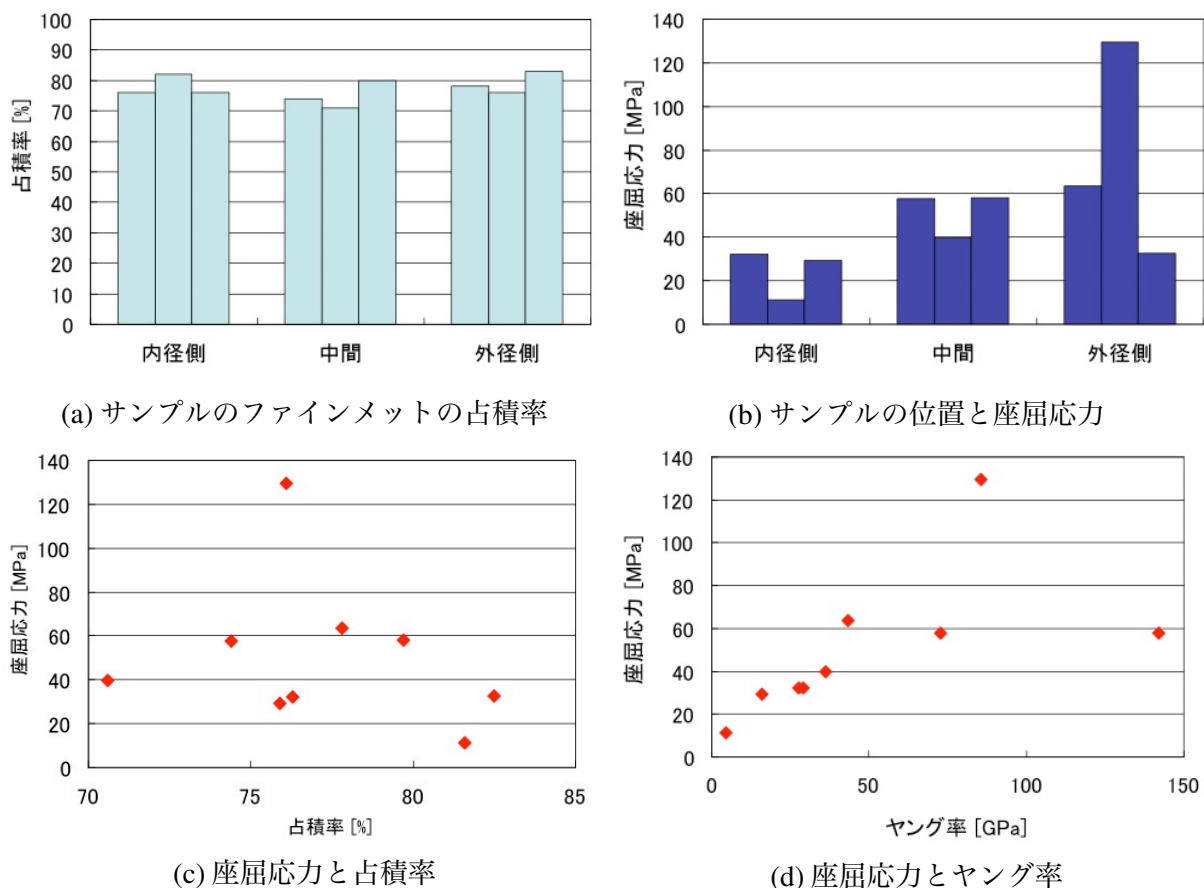 占積率 [%]
100
90
80
70
60
50
40
30
20
10
0
内径側 中間 外径側
(a) サンプルのファインメットの占積率
座屈応力 [MPa]
140
120
100
80
60
40
20
0
内径側 中間 外径側
(b) サンプルの位置と座屈応力
座屈応力 [MPa]
140
120
100
80
60
40
20
0
70 75 80 85
占積率 [%]
(c) 座屈応力と占積率
座屈応力 [MPa]
140
120
100
80
60
40
20
0
0 50 100 150
ヤング率 [GPa]
(d) 座屈応力とヤング率